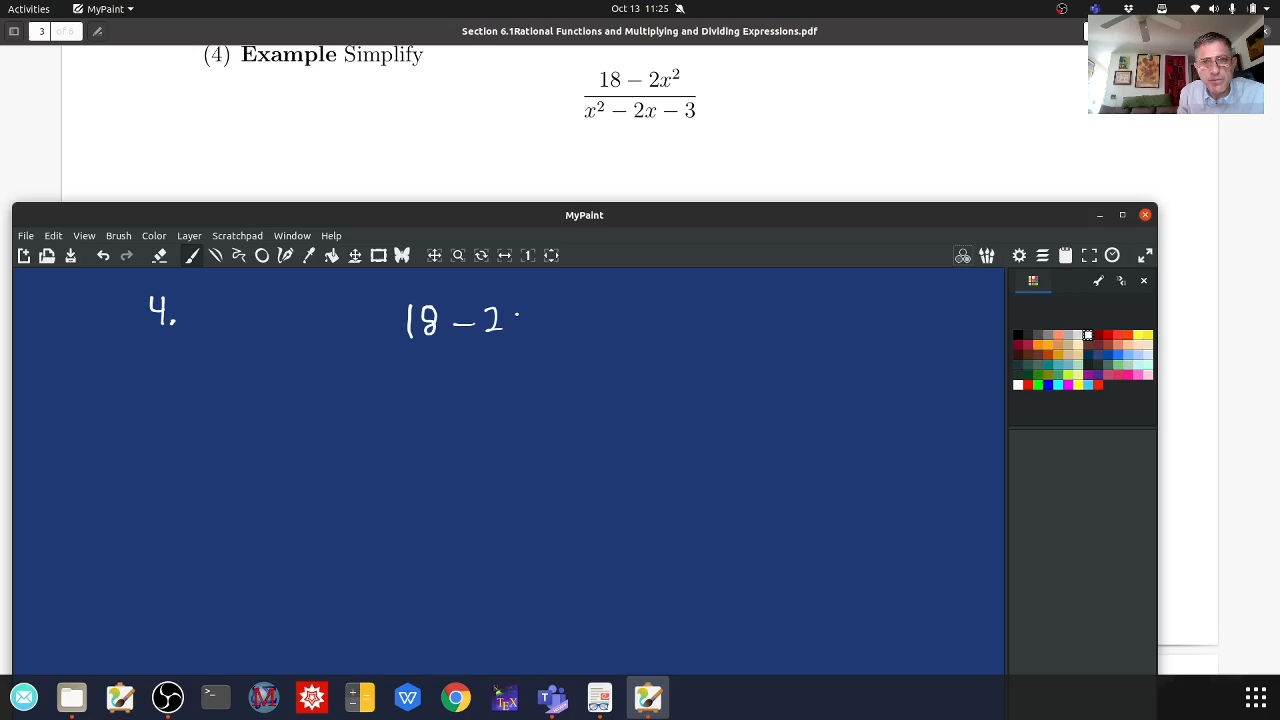 Activities MyPaint Oct 13 11:25
3 of 6 Section 6.1Rational Functions and Multiplying and Dividing Expressions.pdf
(4) Example Simplify
18 − 2x²
x² − 2x − 3
MyPaint
File Edit View Brush Color Layer Scratchpad Window Help
4. 18 − 2